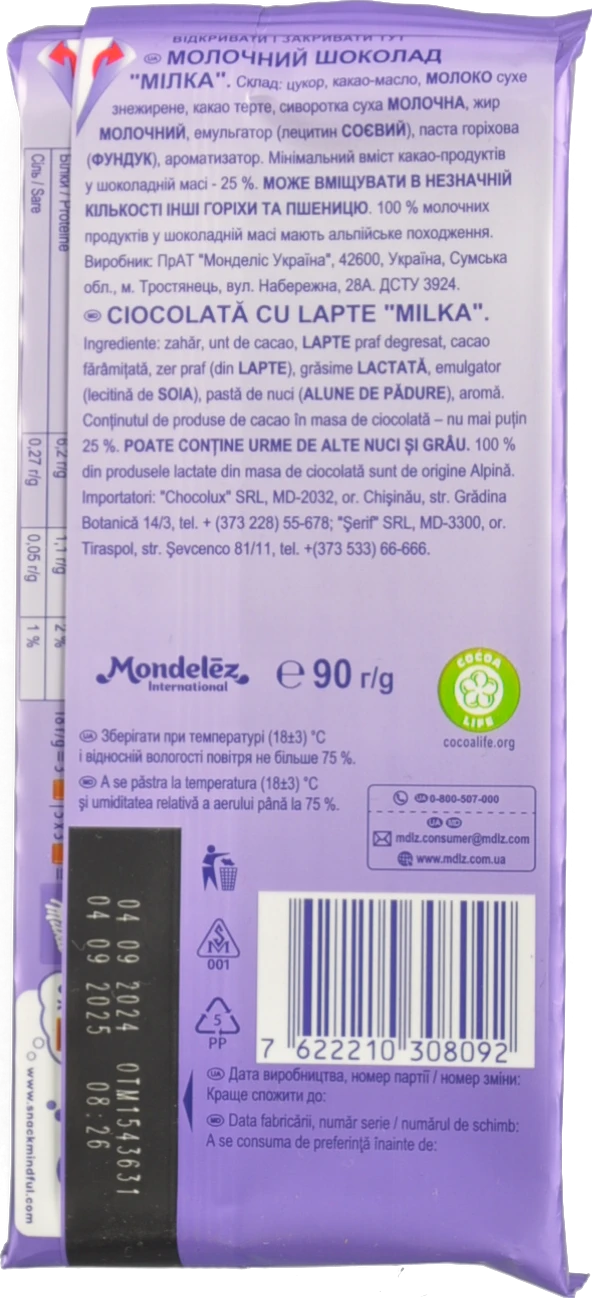 ВІДКРИВАТИ І ЗАКРИВАТИ ТУТ
UA МОЛОЧНИЙ ШОКОЛАД
"МІЛКА". Склад: цукор, какао-масло, МОЛОКО сухе
знежирене, какао терте, сиворотка суха МОЛОЧНА, жир
МОЛОЧНИЙ, емульгатор (лецитин СОЄВИЙ), паста горіхова
(ФУНДУК), ароматизатор. Мінімальний вміст какао-продуктів
у шоколадній масі - 25 %. МОЖЕ ВМІЩУВАТИ В НЕЗНАЧНІЙ
КІЛЬКОСТІ ІНШІ ГОРІХИ ТА ПШЕНИЦЮ. 100 % молочних
продуктів у шоколадній масі мають альпійське походження.
Виробник: ПрАТ "Монделіс Україна", 42600, Україна, Сумська
обл., м. Тростянець, вул. Набережна, 28А. ДСТУ 3924.
MD CIOCOLATĂ CU LAPTE "MILKA".
Ingrediente: zahăr, unt de cacao, LAPTE praf degresat, cacao
fărâmițată, zer praf (din LAPTE), grăsime LACTATĂ, emulgator
(lecitină de SOIA), pastă de nuci (ALUNE DE PĂDURE), aromă.
Conținutul de produse de cacao în masa de ciocolată – nu mai puțin
25 %. POATE CONȚINE URME DE ALTE NUCI ȘI GRÂU. 100 %
din produsele lactate din masa de ciocolată sunt de origine Alpină.
Importatori: "Chocolux" SRL, MD-2032, or. Chișinău, str. Grădina
Botanică 14/3, tel. + (373 228) 55-678; "Șerif" SRL, MD-3300, or.
Tiraspol, str. Șevcenco 81/11, tel. +(373 533) 66-666.
Білки / Proteine
6,2 г/g
1,1 г/g
2 %
Сіль / Sare
0,27 г/g
0,05 г/g
1 %
Mondelēz
International
℮ 90 г/g
COCOA
LIFE
cocoalife.org
UA Зберігати при температурі (18±3) °C
і відносній вологості повітря не більше 75 %.
MD A se păstra la temperatura (18±3) °C
și umiditatea relativă a aerului până la 75 %.
UA 0-800-507-000
UA MD
mdlz.consumer@mdlz.com
www.mdlz.com.ua
04 09 2024 OTM1543631
04 09 2025 08:26
001
5
PP
7 622210 308092
UA Дата виробництва, номер партії / номер зміни:
Краще спожити до:
MD Data fabricării, număr serie / numărul de schimb:
A se consuma de preferință înainte de:
www.snackmindful.com